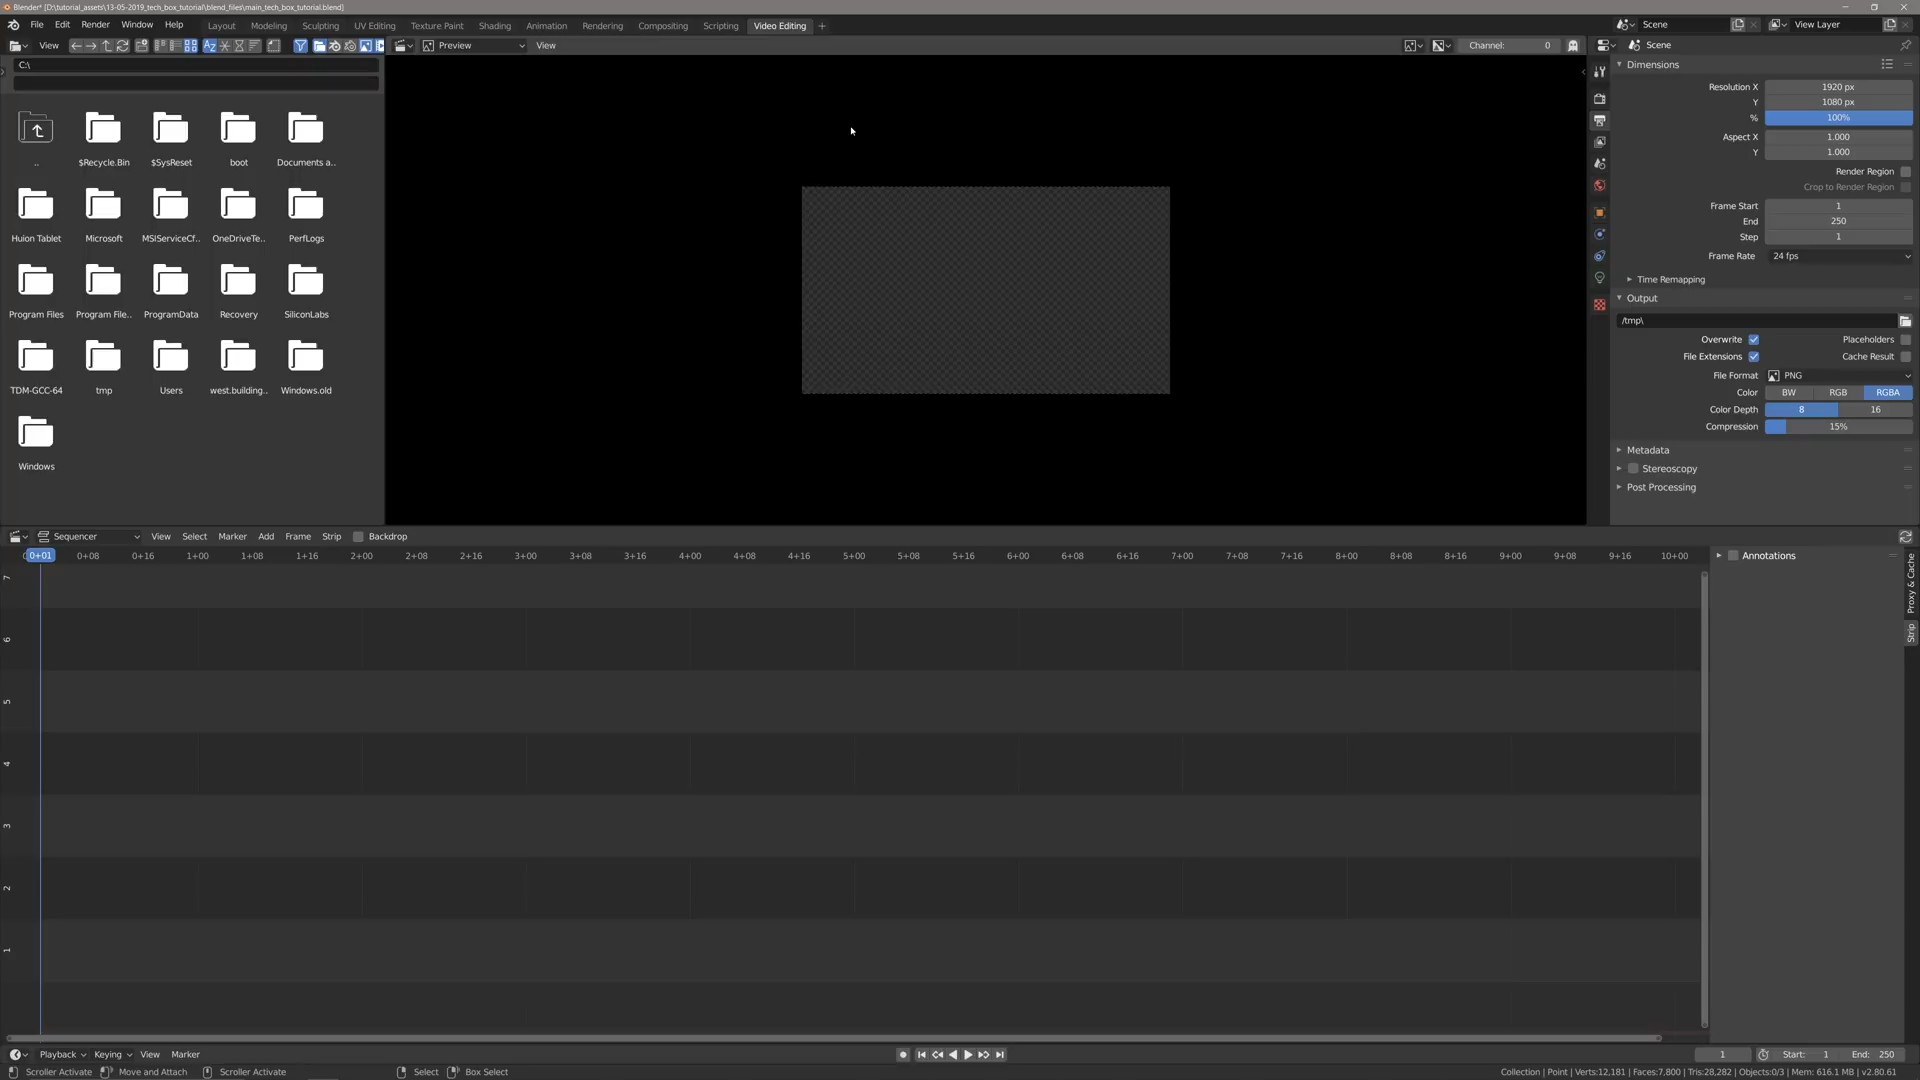 Blender* [D:\tutorial_assets\13-05-2019_tech_box_tutorial\blend_files\main_tech_box_tutorial.blend]
File Edit Render Window Help Layout Modeling Sculpting UV Editing Texture Paint Shading Animation Rendering Compositing Scripting Video Editing + Scene View Layer
View Preview View Channel: 0 Scene
C:\
.. $Recycle.Bin $SysReset boot Documents a..
Huion Tablet Microsoft MSIServiceCf.. OneDriveTe.. PerfLogs
Program Files Program File.. ProgramData Recovery SiliconLabs
TDM-GCC-64 tmp Users west.building.. Windows.old
Windows
Dimensions
Resolution X 1920 px
Y 1080 px
% 100%
Aspect X 1.000
Y 1.000
Render Region
Crop to Render Region
Frame Start 1
End 250
Step 1
Frame Rate 24 fps
Time Remapping
Output
/tmp\
Overwrite Placeholders
File Extensions Cache Result
File Format PNG
Color BW RGB RGBA
Color Depth 8 16
Compression 15%
Metadata
Stereoscopy
Post Processing
Sequencer View Select Marker Add Frame Strip Backdrop
0+01 0+08 0+16 1+00 1+08 1+16 2+00 2+08 2+16 3+00 3+08 3+16 4+00 4+08 4+16 5+00 5+08 5+16 6+00 6+08 6+16 7+00 7+08 7+16 8+00 8+08 8+16 9+00 9+08 9+16 10+00
Annotations
Proxy & Cache
Strip
7
6
5
4
3
2
1
Playback Keying View Marker 1 Start: 1 End: 250
Scroller Activate Move and Attach Scroller Activate Select Box Select Collection | Point | Verts:12,181 | Faces:7,800 | Tris:28,282 | Objects:0/3 | Mem: 616.1 MB | v2.80.61